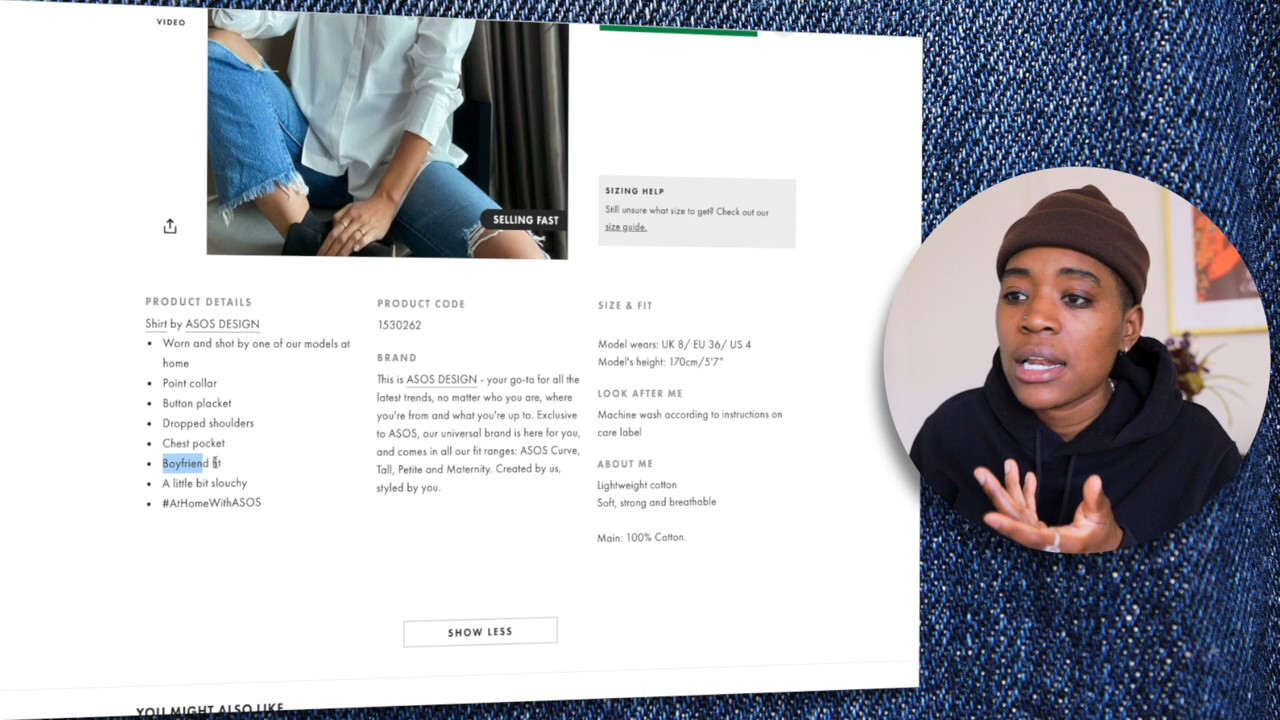 VIDEO
SELLING FAST
SIZING HELP
Still unsure what size to get? Check out our
size guide.
PRODUCT DETAILS
Shirt by ASOS DESIGN
Worn and shot by one of our models at
home
Point collar
Button placket
Dropped shoulders
Chest pocket
Boyfriend fit
A little bit slouchy
#AtHomeWithASOS
PRODUCT CODE
1530262
BRAND
This is ASOS DESIGN - your go-to for all the
latest trends, no matter who you are, where
you're from and what you're up to. Exclusive
to ASOS, our universal brand is here for you,
and comes in all our fit ranges: ASOS Curve,
Tall, Petite and Maternity. Created by us,
styled by you.
SIZE & FIT
Model wears: UK 8/ EU 36/ US 4
Model's height: 170cm/5'7"
LOOK AFTER ME
Machine wash according to instructions on
care label
ABOUT ME
Lightweight cotton
Soft, strong and breathable
Main: 100% Cotton.
SHOW LESS
YOU MIGHT ALSO LIKE